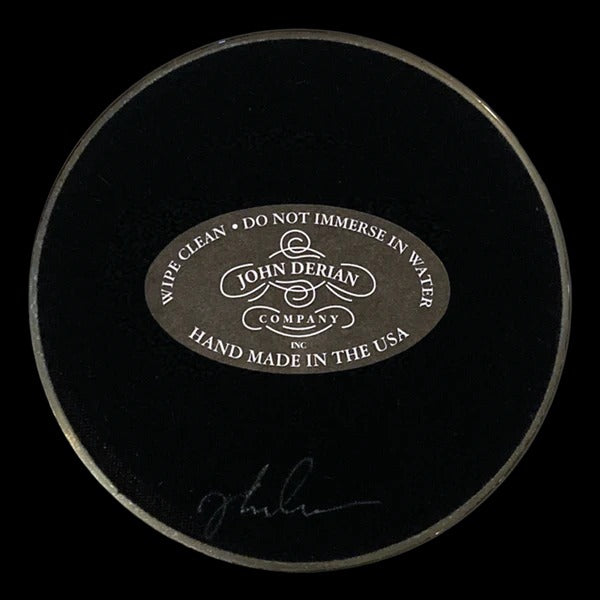 WIPE CLEAN • DO NOT IMMERSE IN WATER
JOHN DERIAN
COMPANY
INC
HAND MADE IN THE USA